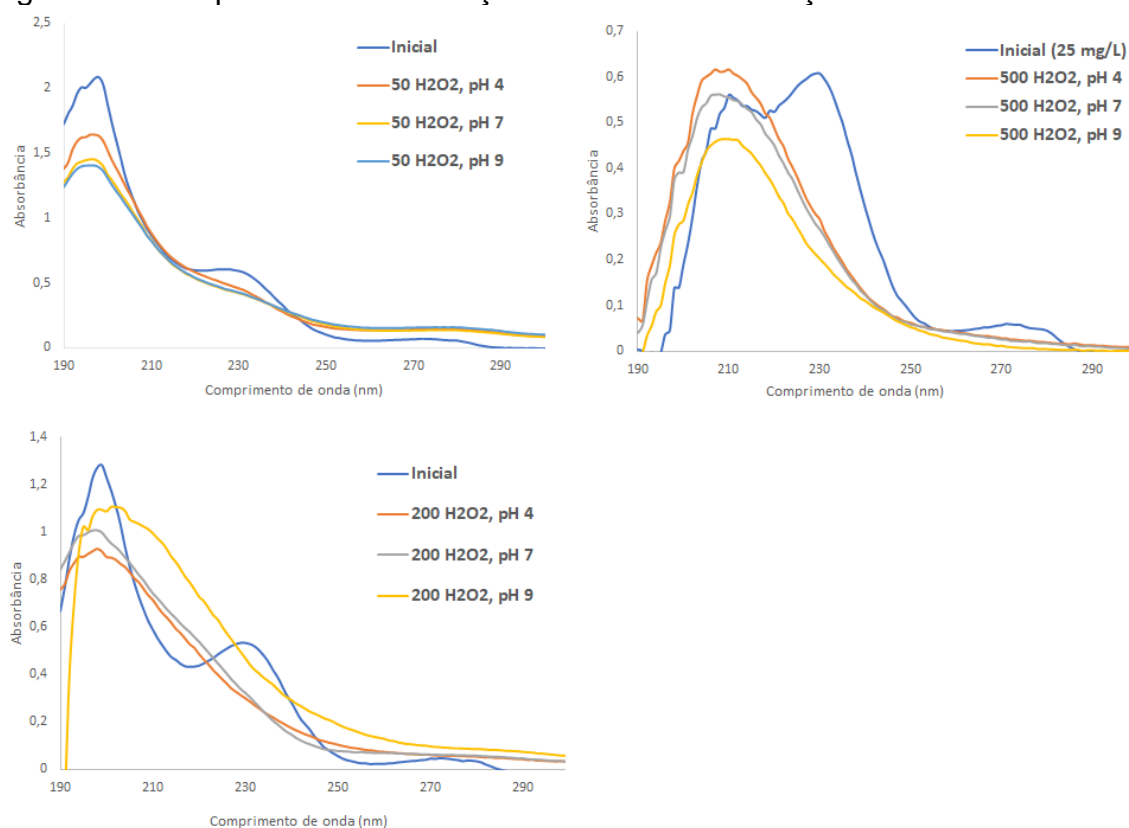 2,5
2
1,5
1
0,5
0
Absorbância
190 210 230 250 270 290
Comprimento de onda (nm)
Inicial
50 H2O2, pH 4
50 H2O2, pH 7
50 H2O2, pH 9
0,7
0,6
0,5
0,4
0,3
0,2
0,1
0
Absorbância
190 210 230 250 270 290
Comprimento de onda (nm)
Inicial (25 mg/L)
500 H2O2, pH 4
500 H2O2, pH 7
500 H2O2, pH 9
1,4
1,2
1
0,8
0,6
0,4
0,2
0
Absorbância
190 210 230 250 270 290
Comprimento de onda (nm)
Inicial
200 H2O2, pH 4
200 H2O2, pH 7
200 H2O2, pH 9